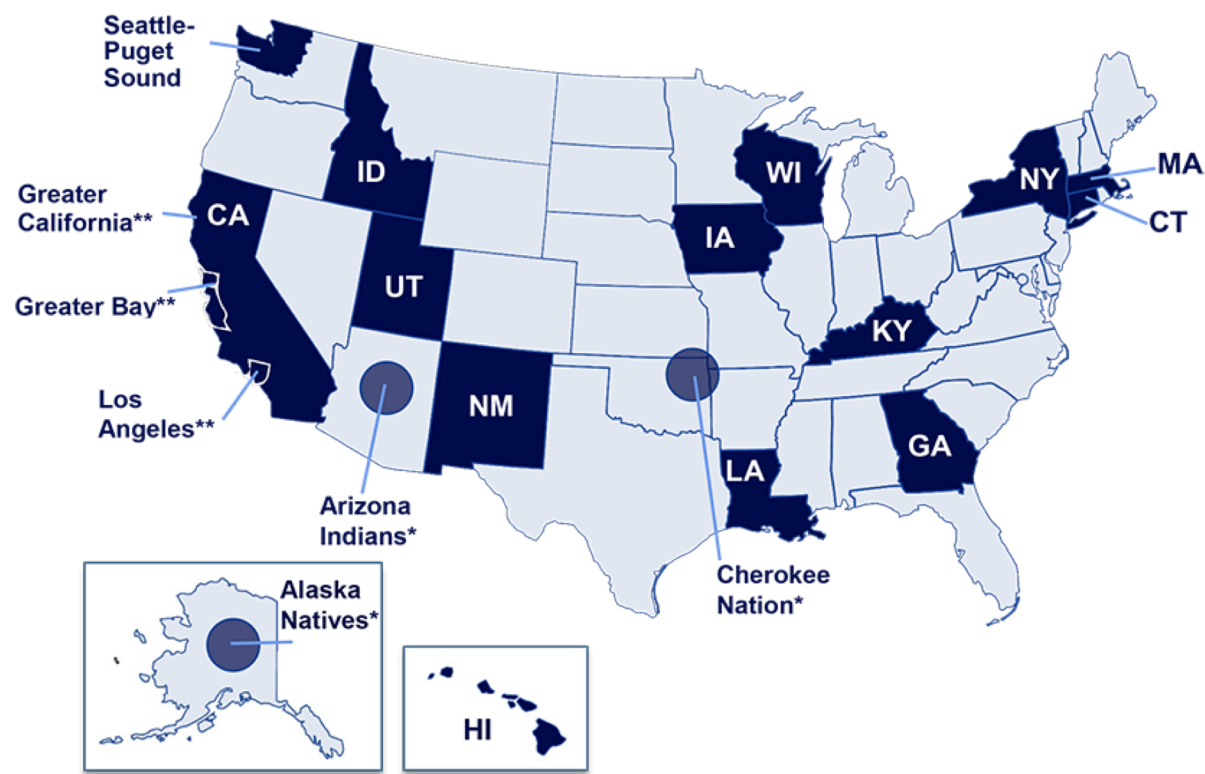 Seattle-
Puget
Sound
ID
WI
NY
MA
CT
Greater
California**
CA
IA
UT
Greater Bay**
KY
Los
Angeles**
NM
GA
LA
Arizona
Indians*
Cherokee
Nation*
Alaska
Natives*
HI